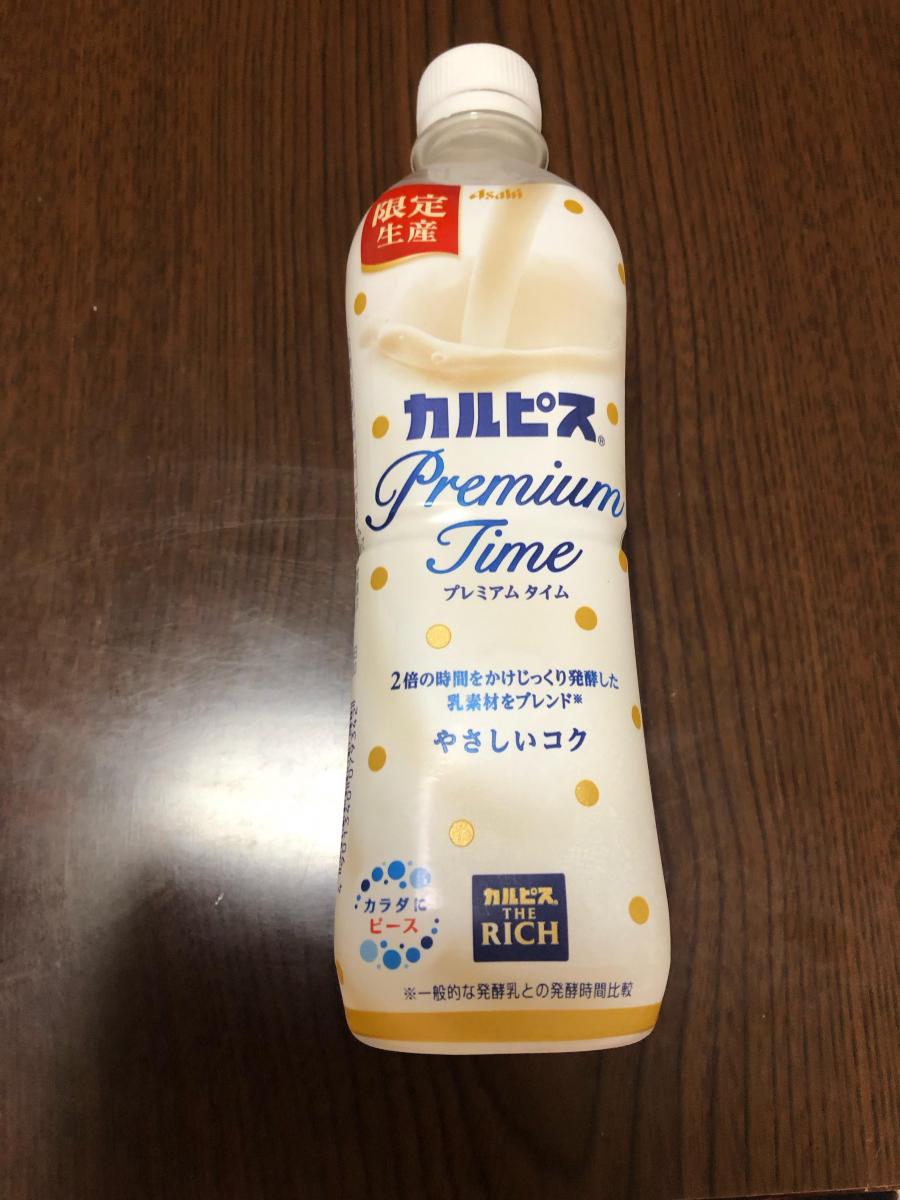 限定
生産
Asahi
カルピス®
Premium
Time
プレミアム タイム
2倍の時間をかけじっくり発酵した
乳素材をブレンド※
やさしいコク
カラダに
ピース
カルピス®
THE
RICH
※一般的な発酵乳との発酵時間比較